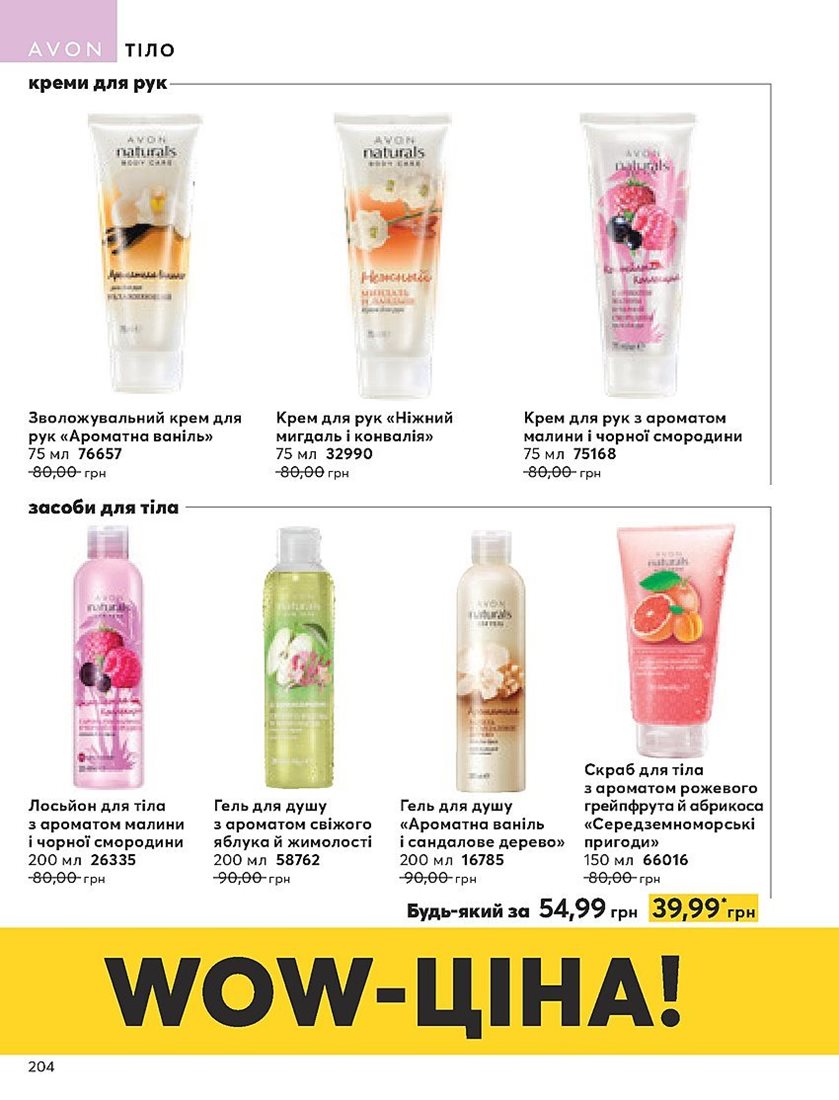 AVON ТІЛО
креми для рук
AVON
naturals
BODY CARE
75
AVON
naturals
BODY CARE
Нежный
МИНДАЛЬ
И ЛАНДЫШ
75
AVON
naturals
75
Зволожувальний крем для
рук «Ароматна ваніль»
75 мл 76657
80,00 грн
Крем для рук «Ніжний
мигдаль і конвалія»
75 мл 32990
80,00 грн
Крем для рук з ароматом
малини і чорної смородини
75 мл 75168
80,00 грн
засоби для тіла
AVON
naturals
AVON
naturals
AVON
naturals
AVON
naturals
Лосьйон для тіла
з ароматом малини
і чорної смородини
200 мл 26335
80,00 грн
Гель для душу
з ароматом свіжого
яблука й жимолості
200 мл 58762
90,00 грн
Гель для душу
«Ароматна ваніль
і сандалове дерево»
200 мл 16785
90,00 грн
Скраб для тіла
з ароматом рожевого
грейпфрута й абрикоса
«Середземноморські
пригоди»
150 мл 66016
80,00 грн
Будь-який за 54,99 грн 39,99* грн
WOW-ЦІНА!
204